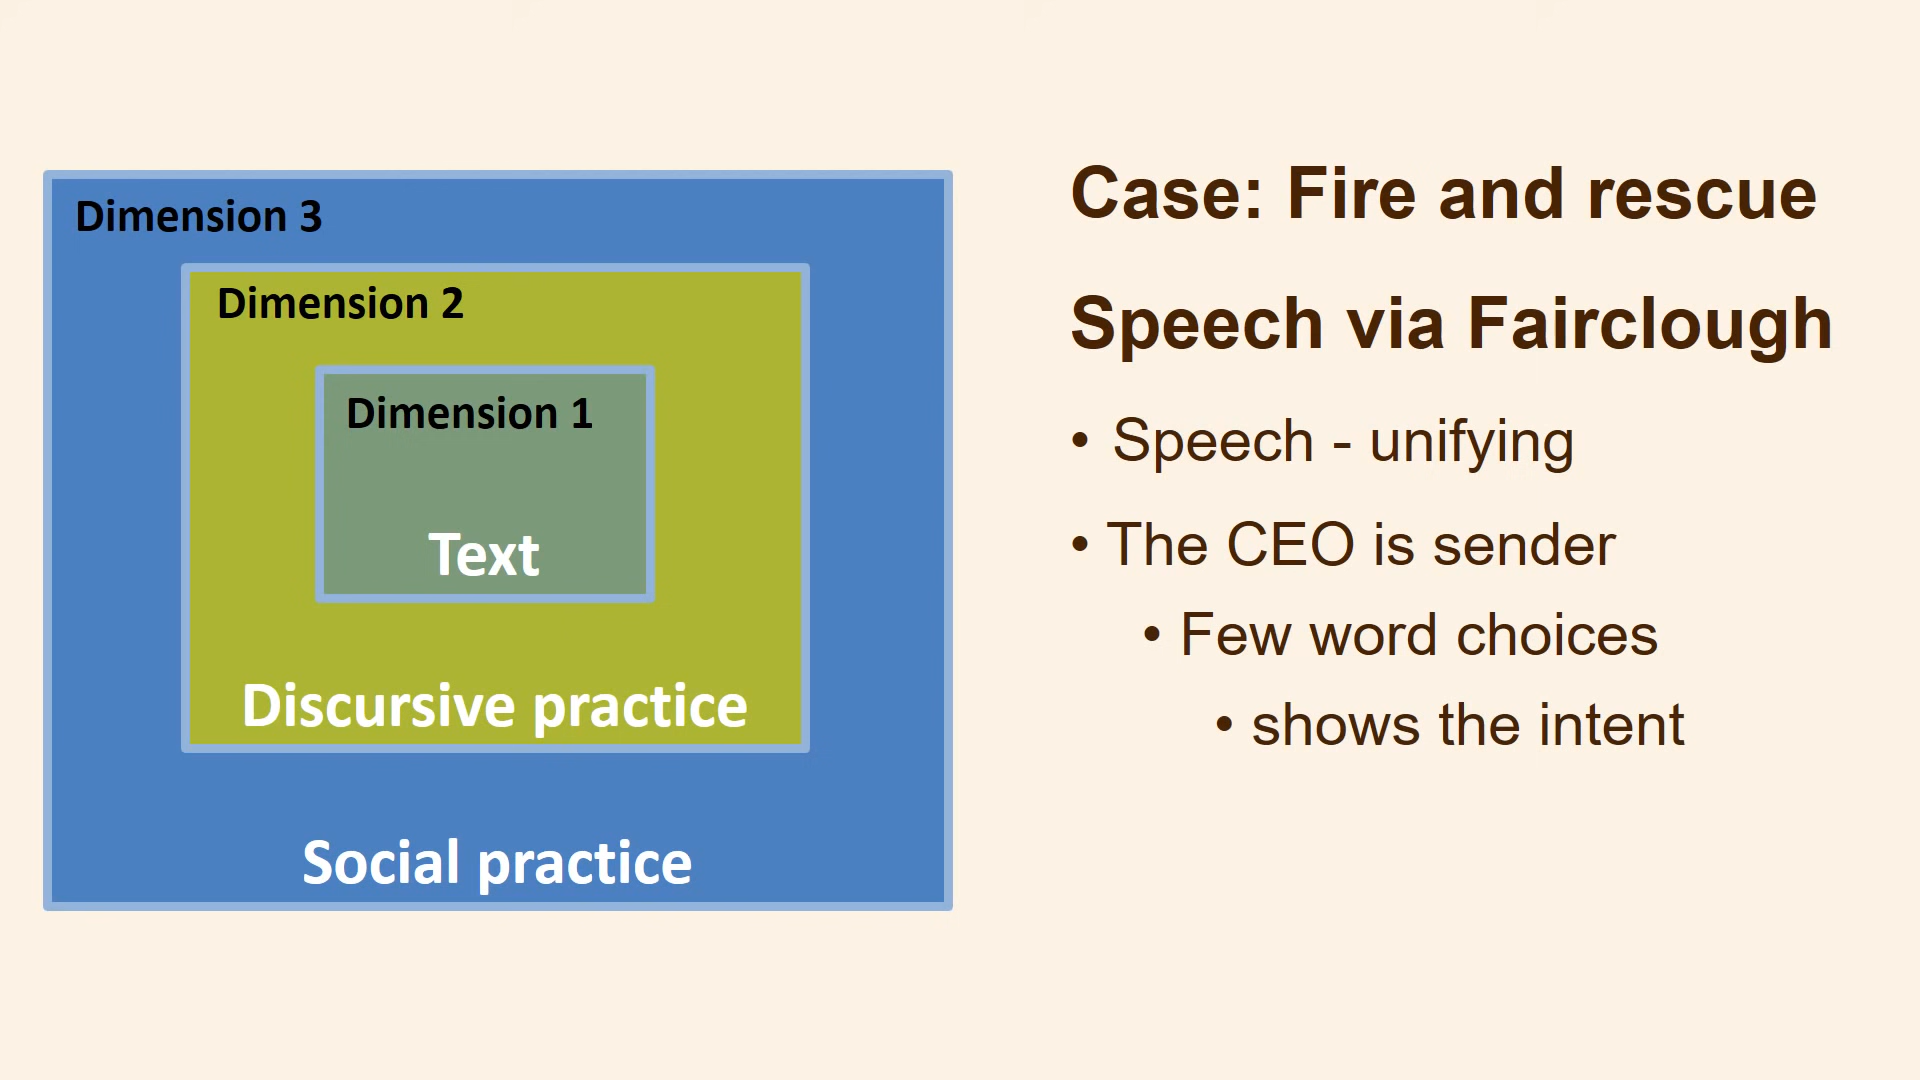 Dimension 3
Dimension 2
Dimension 1
Text
Discursive practice
Social practice
Case: Fire and rescue
Speech via Fairclough
• Speech - unifying
• The CEO is sender
• Few word choices
• shows the intent